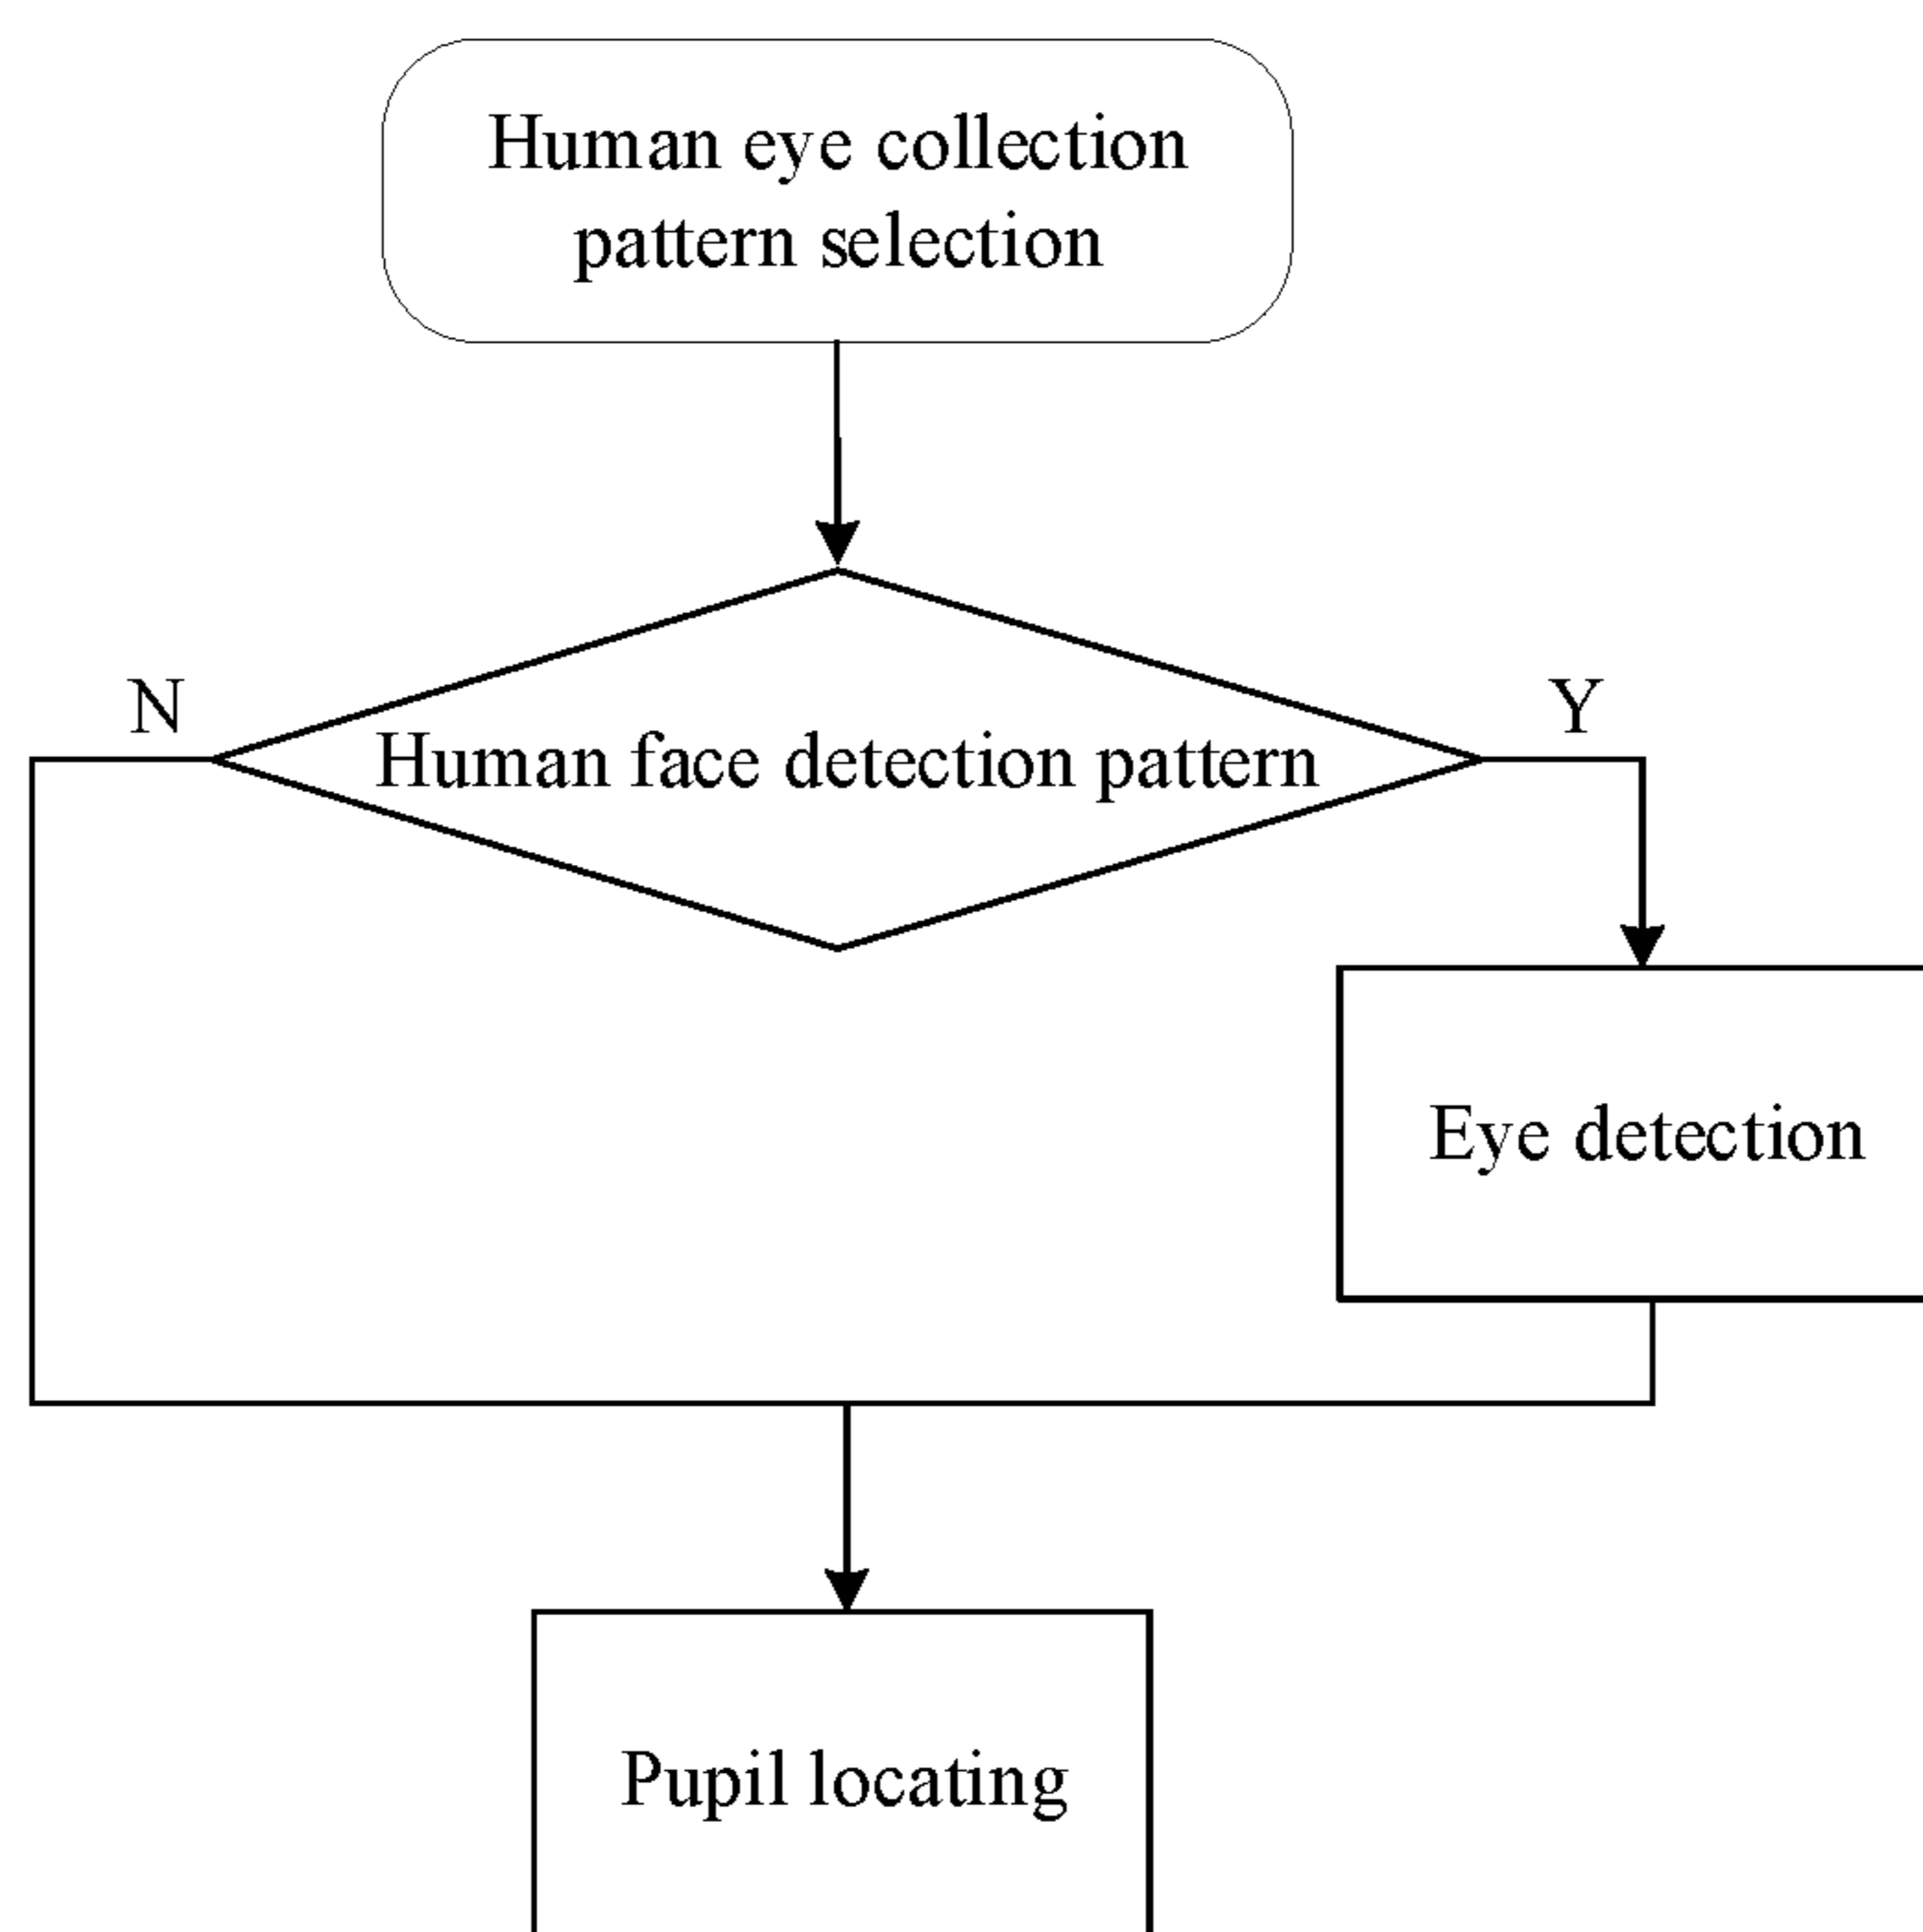 Human eye collection
pattern selection
N
Y
Human face detection pattern
Eye detection
Pupil locating